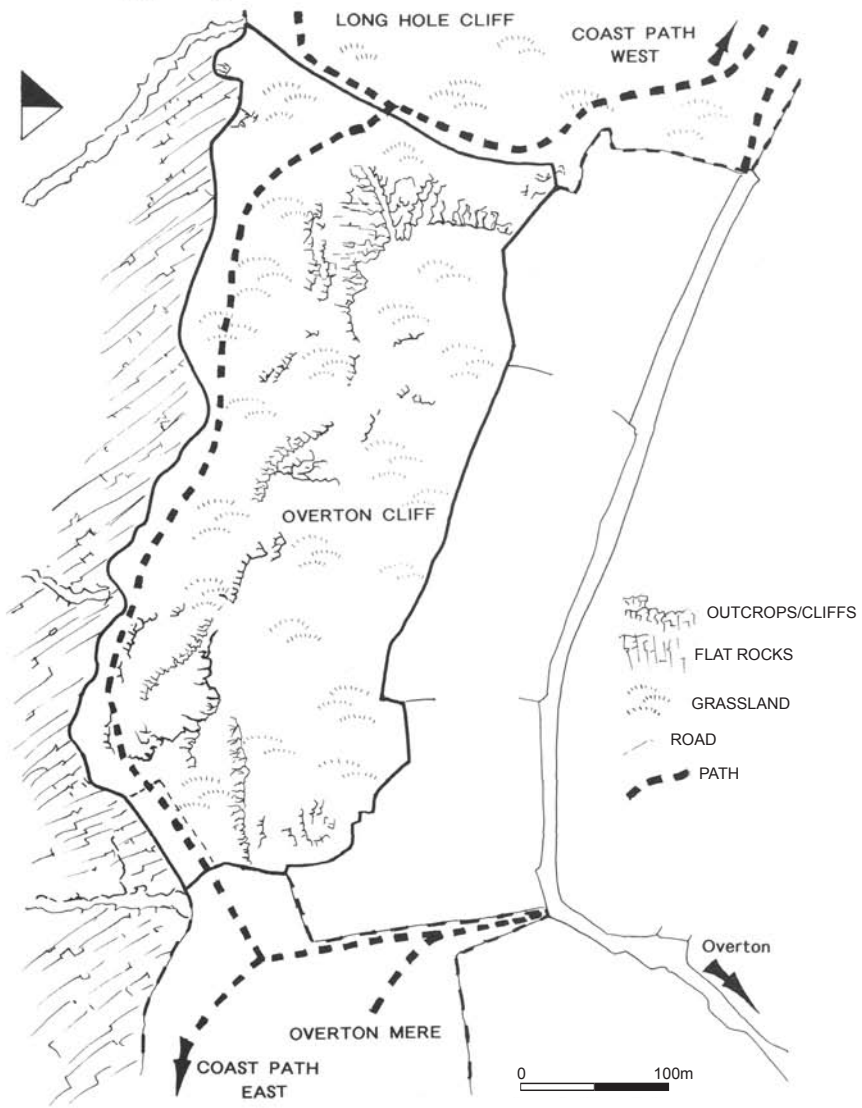 LONG HOLE CLIFF
COAST PATH
WEST
OVERTON CLIFF
OUTCROPS/CLIFFS
FLAT ROCKS
GRASSLAND
ROAD
PATH
Overton
OVERTON MERE
COAST PATH
EAST
0 100m